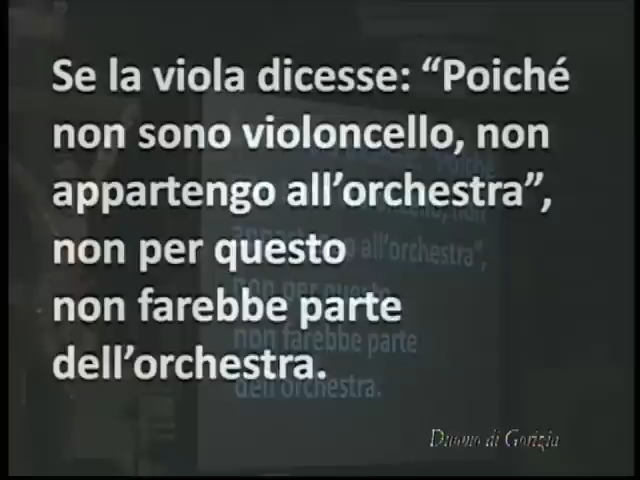 Se la viola dicesse: “Poiché
non sono violoncello, non
appartengo all’orchestra”,
non per questo
non farebbe parte
dell’orchestra.
Duomo di Gorizia